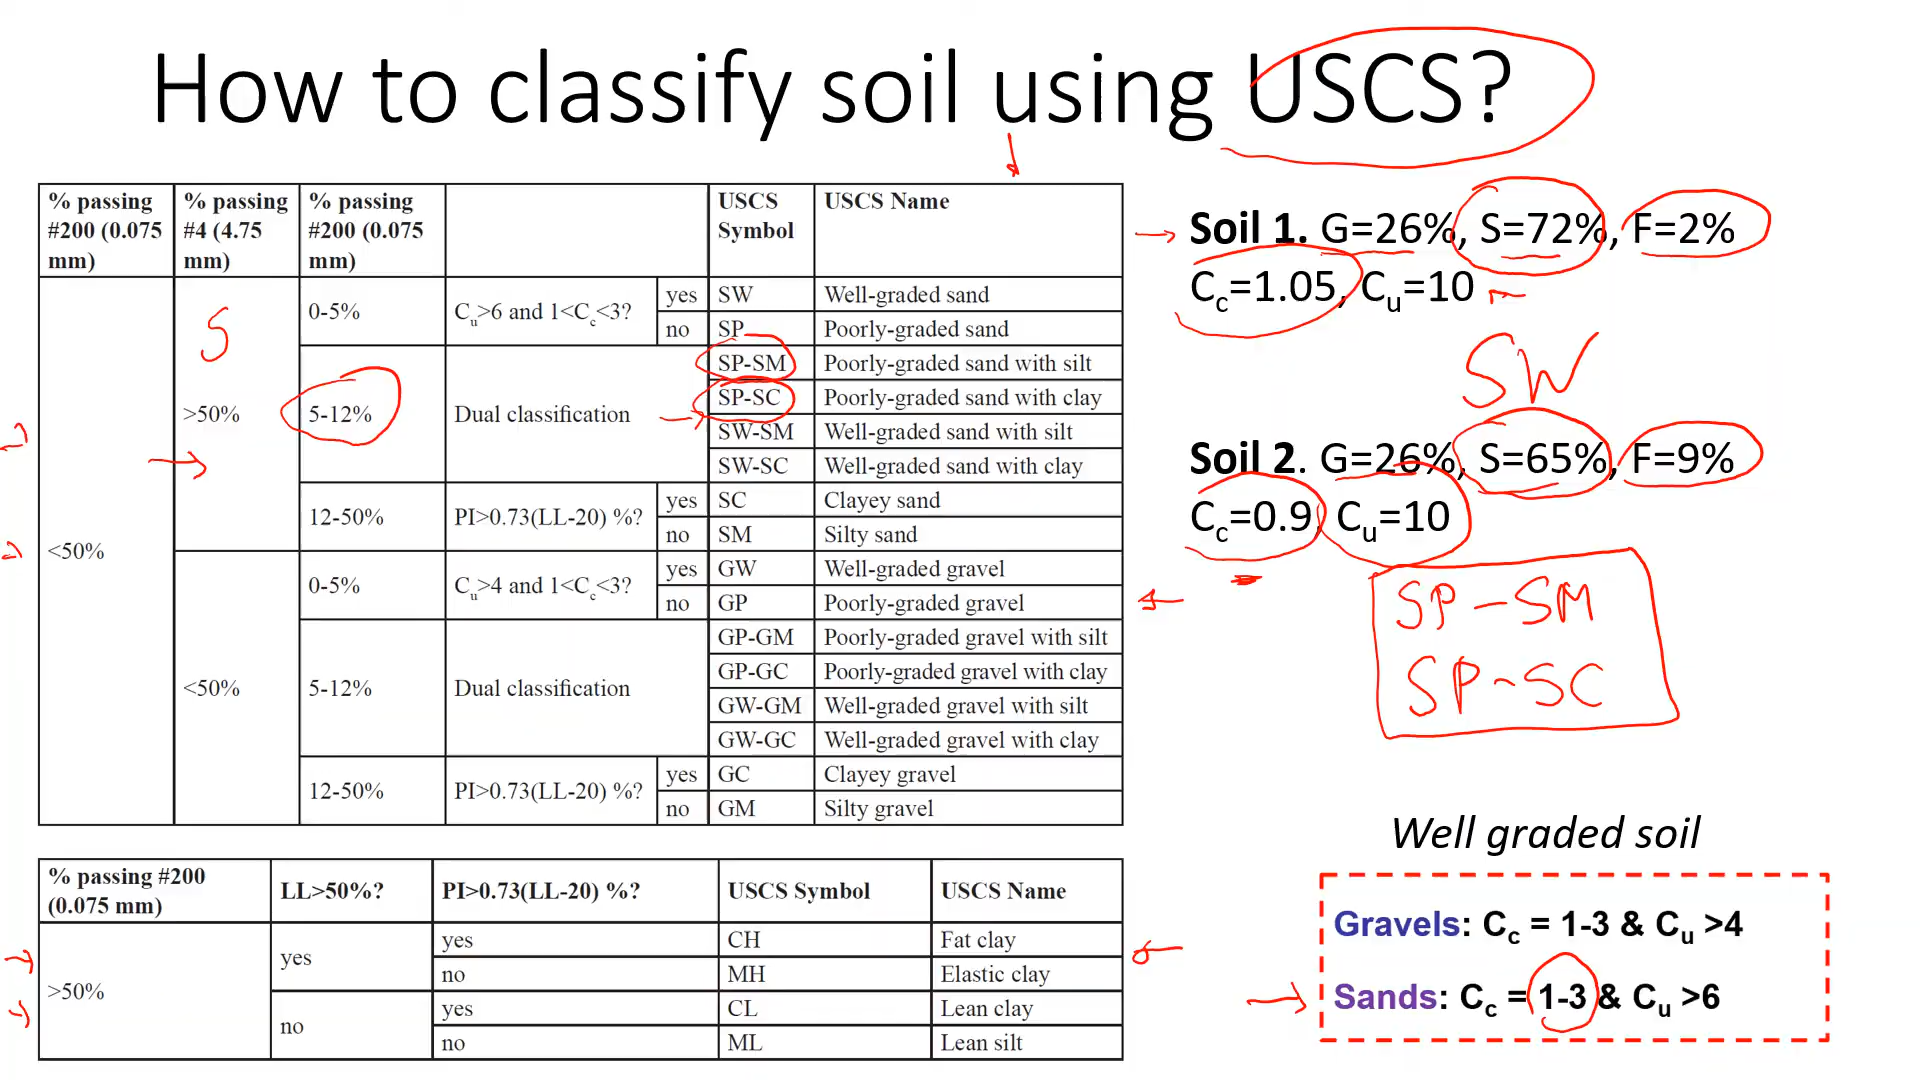 How to classify soil using USCS?
% passing #200 (0.075 mm) % passing #4 (4.75 mm) % passing #200 (0.075 mm) USCS Symbol USCS Name
<50% >50% 0-5% Cu>6 and 1<Cc<3? yes SW Well-graded sand
no SP Poorly-graded sand
5-12% Dual classification SP-SM Poorly-graded sand with silt
SP-SC Poorly-graded sand with clay
SW-SM Well-graded sand with silt
SW-SC Well-graded sand with clay
12-50% PI>0.73(LL-20) %? yes SC Clayey sand
no SM Silty sand
<50% 0-5% Cu>4 and 1<Cc<3? yes GW Well-graded gravel
no GP Poorly-graded gravel
5-12% Dual classification GP-GM Poorly-graded gravel with silt
GP-GC Poorly-graded gravel with clay
GW-GM Well-graded gravel with silt
GW-GC Well-graded gravel with clay
12-50% PI>0.73(LL-20) %? yes GC Clayey gravel
no GM Silty gravel
S
% passing #200 (0.075 mm) LL>50%? PI>0.73(LL-20) %? USCS Symbol USCS Name
>50% yes yes CH Fat clay
no MH Elastic clay
no yes CL Lean clay
no ML Lean silt
Soil 1. G=26%, S=72%, F=2%
Cc=1.05, Cu=10
SW
Soil 2. G=26%, S=65%, F=9%
Cc=0.9, Cu=10
SP-SM
SP-SC
Well graded soil
Gravels: Cc = 1-3 & Cu >4
Sands: Cc = 1-3 & Cu >6